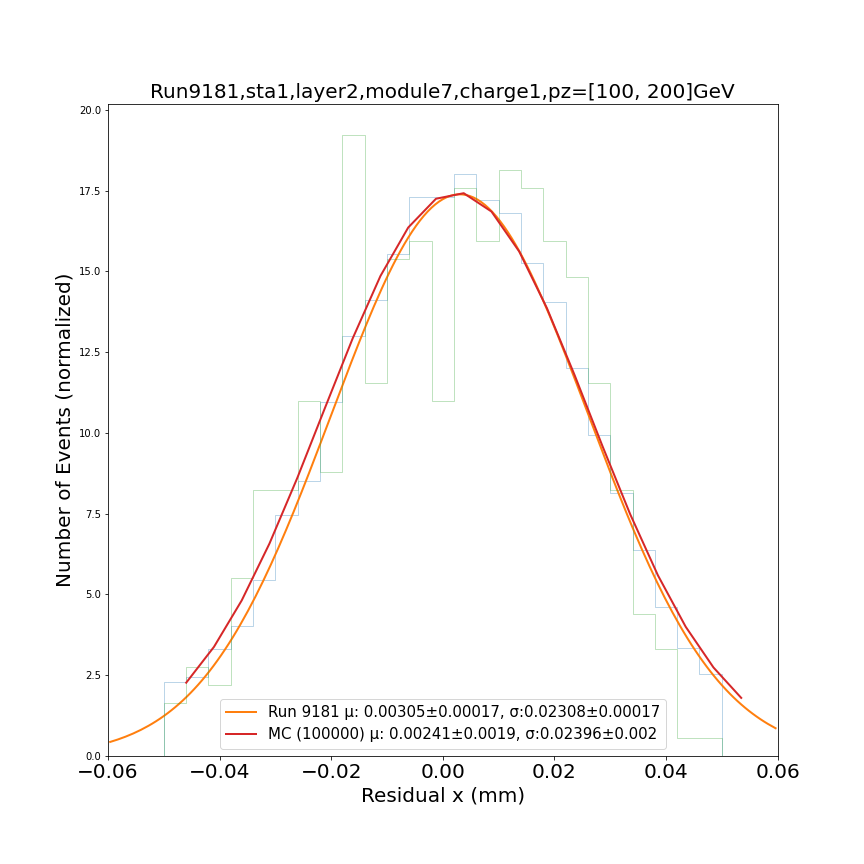 Run9181,sta1,layer2,module7,charge1,pz=[100, 200]GeV
Number of Events (normalized)
20.0
17.5
15.0
12.5
10.0
7.5
5.0
2.5
0.0
Run 9181 μ: 0.00305±0.00017, σ:0.02308±0.00017
MC (100000) μ: 0.00241±0.0019, σ:0.02396±0.002
−0.06 −0.04 −0.02 0.00 0.02 0.04 0.06
Residual x (mm)